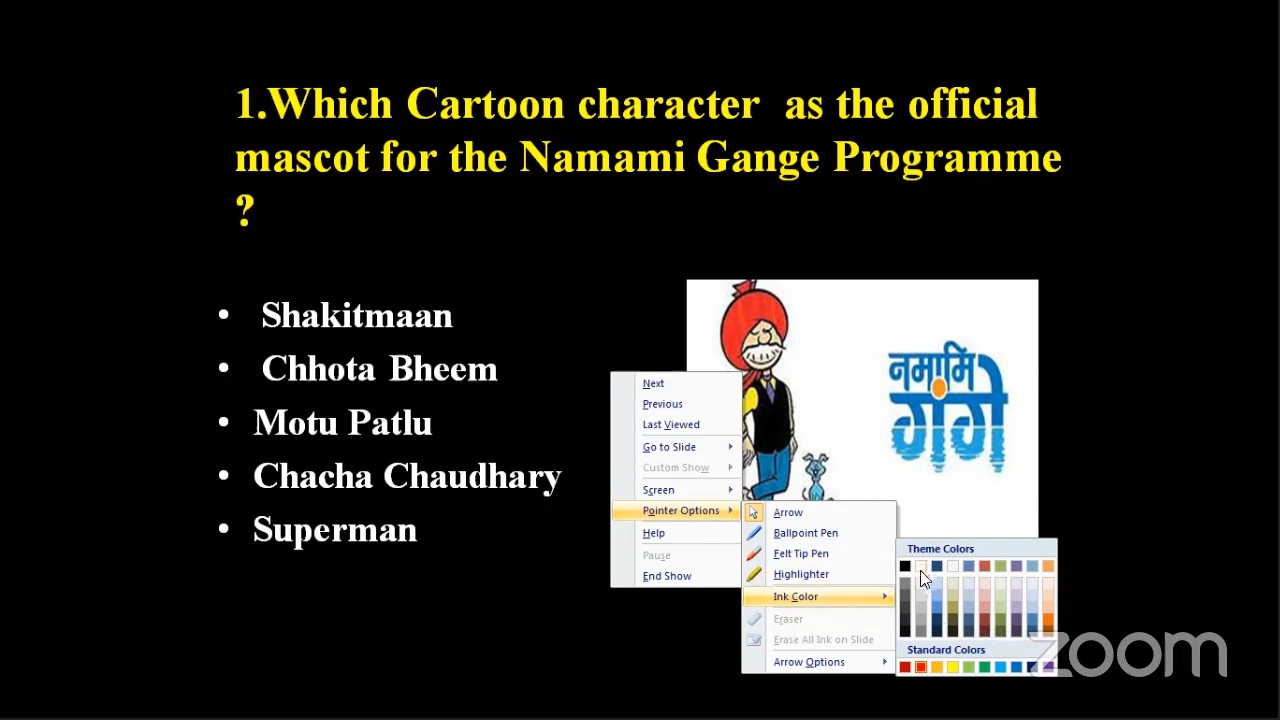 1.Which Cartoon character as the official
mascot for the Namami Gange Programme
?
• Shakitmaan
• Chhota Bheem
• Motu Patlu
• Chacha Chaudhary
• Superman
नमामि
गंगे
Next
Previous
Last Viewed
Go to Slide
Custom Show
Screen
Pointer Options
Help
Pause
End Show
Arrow
Ballpoint Pen
Felt Tip Pen
Highlighter
Ink Color
Eraser
Erase All Ink on Slide
Arrow Options
Theme Colors
Standard Colors
zoom